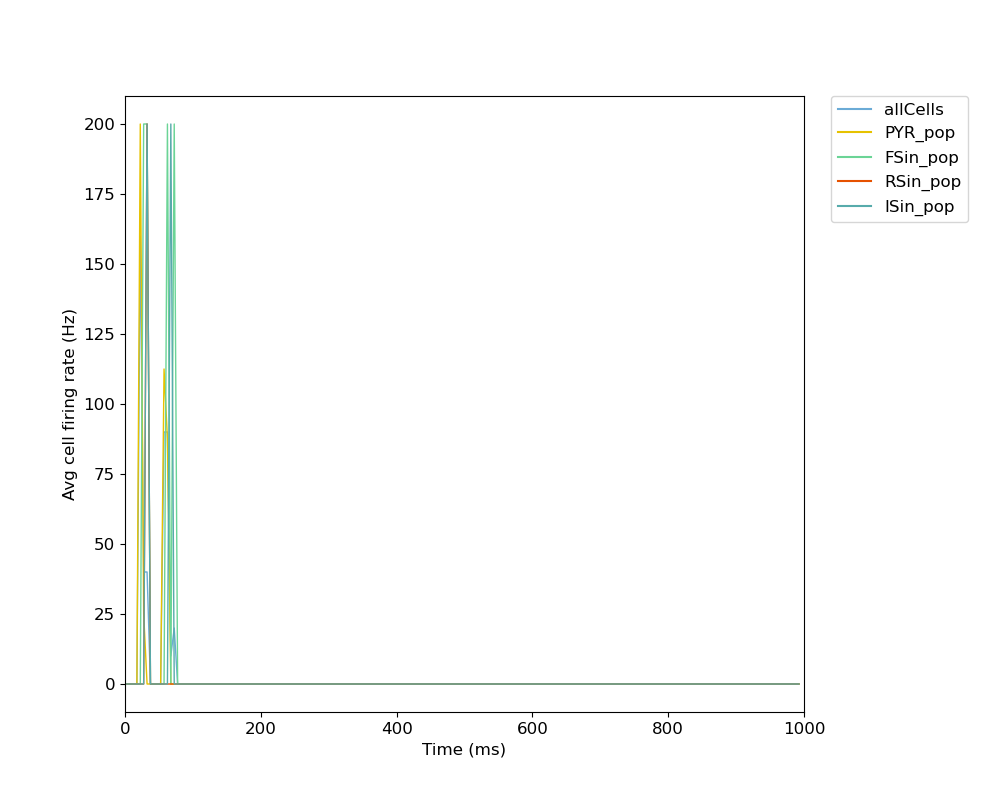 200
175
150
125
100
75
50
25
0
Avg cell firing rate (Hz)
0 200 400 600 800 1000
Time (ms)
allCells
PYR_pop
FSin_pop
RSin_pop
ISin_pop